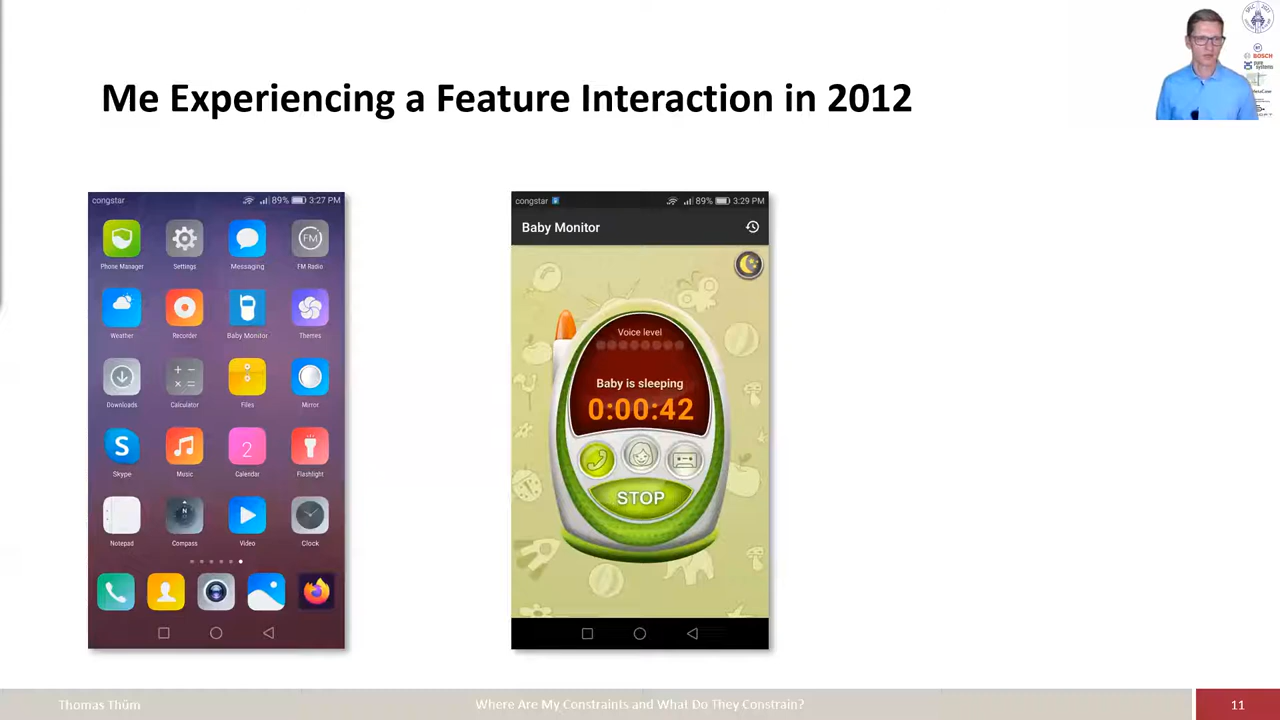 Me Experiencing a Feature Interaction in 2012
SPLC 2021
BOSCH
congstar 89% 3:27 PM
Phone Manager Settings Messaging FM Radio
FM
Weather Recorder Baby Monitor Themes
Downloads Calculator Files Mirror
S
2
Skype Music Calendar Flashlight
N
Notepad Compass Video Clock
congstar 89% 3:29 PM
Baby Monitor
Voice level
Baby is sleeping
0:00:42
STOP
Thomas Thüm
Where Are My Constraints and What Do They Constrain?
11